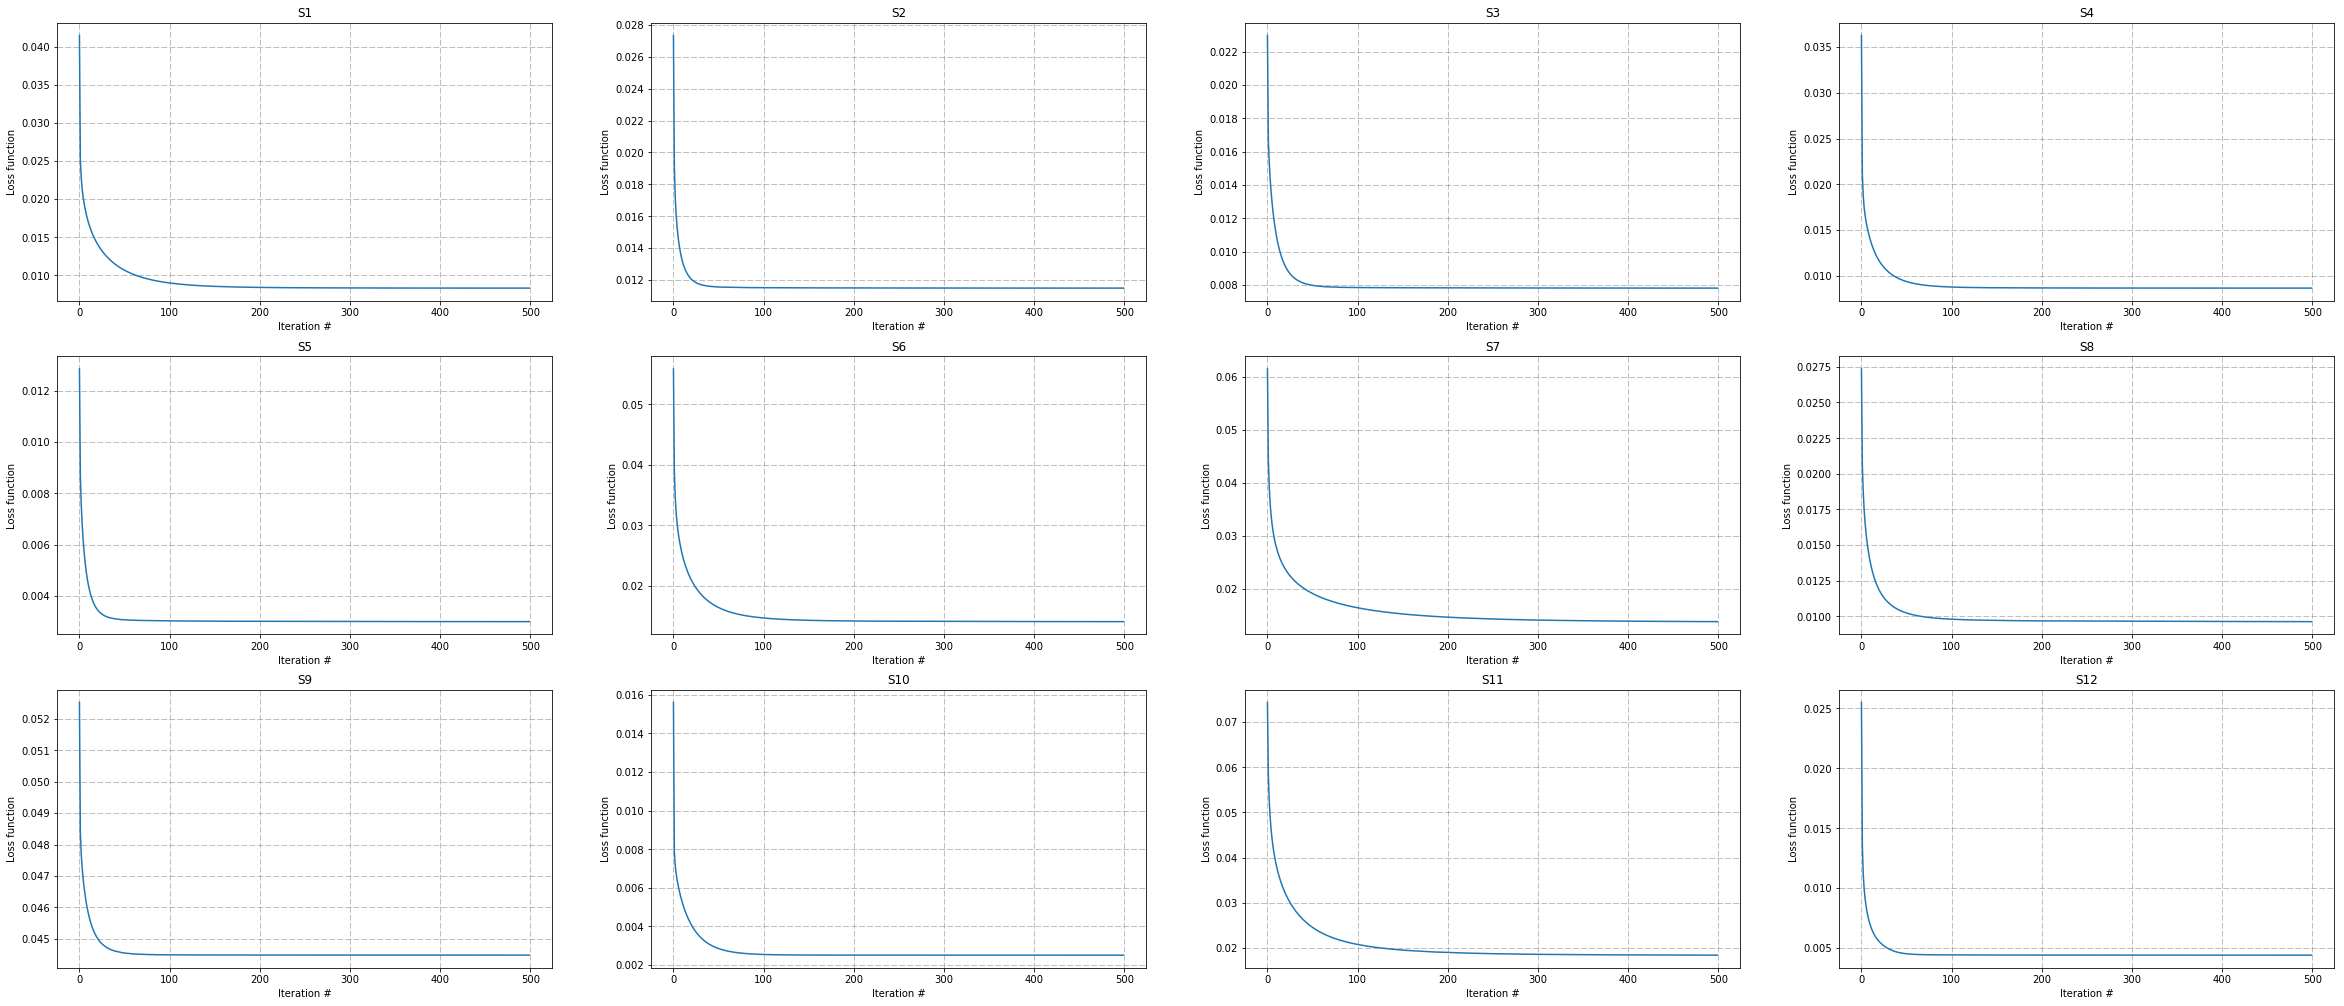 S1
Loss function
0.040
0.035
0.030
0.025
0.020
0.015
0.010
0 100 200 300 400 500
Iteration #
S2
Loss function
0.028
0.026
0.024
0.022
0.020
0.018
0.016
0.014
0.012
0 100 200 300 400 500
Iteration #
S3
Loss function
0.022
0.020
0.018
0.016
0.014
0.012
0.010
0.008
0 100 200 300 400 500
Iteration #
S4
Loss function
0.035
0.030
0.025
0.020
0.015
0.010
0 100 200 300 400 500
Iteration #
S5
Loss function
0.012
0.010
0.008
0.006
0.004
0 100 200 300 400 500
Iteration #
S6
Loss function
0.05
0.04
0.03
0.02
0 100 200 300 400 500
Iteration #
S7
Loss function
0.06
0.05
0.04
0.03
0.02
0 100 200 300 400 500
Iteration #
S8
Loss function
0.0275
0.0250
0.0225
0.0200
0.0175
0.0150
0.0125
0.0100
0 100 200 300 400 500
Iteration #
S9
Loss function
0.052
0.051
0.050
0.049
0.048
0.047
0.046
0.045
0 100 200 300 400 500
Iteration #
S10
Loss function
0.016
0.014
0.012
0.010
0.008
0.006
0.004
0.002
0 100 200 300 400 500
Iteration #
S11
Loss function
0.07
0.06
0.05
0.04
0.03
0.02
0 100 200 300 400 500
Iteration #
S12
Loss function
0.025
0.020
0.015
0.010
0.005
0 100 200 300 400 500
Iteration #